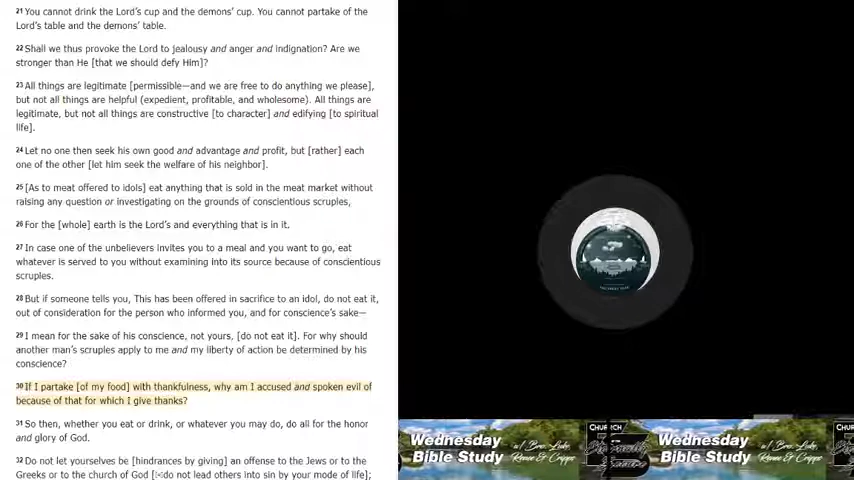 21 You cannot drink the Lord's cup and the demons' cup. You cannot partake of the
Lord's table and the demons' table.
22 Shall we thus provoke the Lord to jealousy and anger and indignation? Are we
stronger than He [that we should defy Him]?
23 All things are legitimate [permissible—and we are free to do anything we please],
but not all things are helpful (expedient, profitable, and wholesome). All things are
legitimate, but not all things are constructive [to character] and edifying [to spiritual
life].
24 Let no one then seek his own good and advantage and profit, but [rather] each
one of the other [let him seek the welfare of his neighbor].
25 [As to meat offered to idols] eat anything that is sold in the meat market without
raising any question or investigating on the grounds of conscientious scruples,
26 For the [whole] earth is the Lord's and everything that is in it.
27 In case one of the unbelievers invites you to a meal and you want to go, eat
whatever is served to you without examining into its source because of conscientious
scruples.
28 But if someone tells you, This has been offered in sacrifice to an idol, do not eat it,
out of consideration for the person who informed you, and for conscience's sake—
29 I mean for the sake of his conscience, not yours, [do not eat it]. For why should
another man's scruples apply to me and my liberty of action be determined by his
conscience?
30 If I partake [of my food] with thankfulness, why am I accused and spoken evil of
because of that for which I give thanks?
31 So then, whether you eat or drink, or whatever you may do, do all for the honor
and glory of God.
32 Do not let yourselves be [hindrances by giving] an offense to the Jews or to the
Greeks or to the church of God [do not lead others into sin by your mode of life];
Wednesday
Bible Study
w/ Bro. Luke,
Renee & Cripps
Wednesday
Bible Study
w/ Bro. Luke,
Renee & Cripps